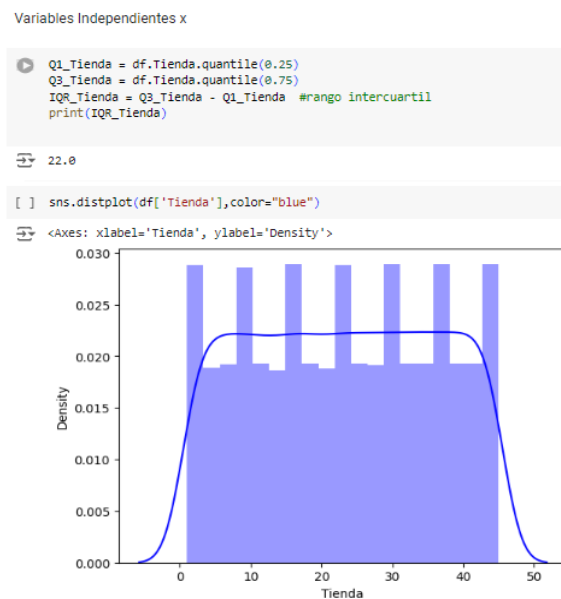 Variables Independientes x
Q1_Tienda = df.Tienda.quantile(0.25)
Q3_Tienda = df.Tienda.quantile(0.75)
IQR_Tienda = Q3_Tienda - Q1_Tienda  #rango intercuartil
print(IQR_Tienda)
22.0
[ ] sns.distplot(df['Tienda'],color="blue")
<Axes: xlabel='Tienda', ylabel='Density'>
0.030
0.025
0.020
0.015
0.010
0.005
0.000
Density
0 10 20 30 40 50
Tienda